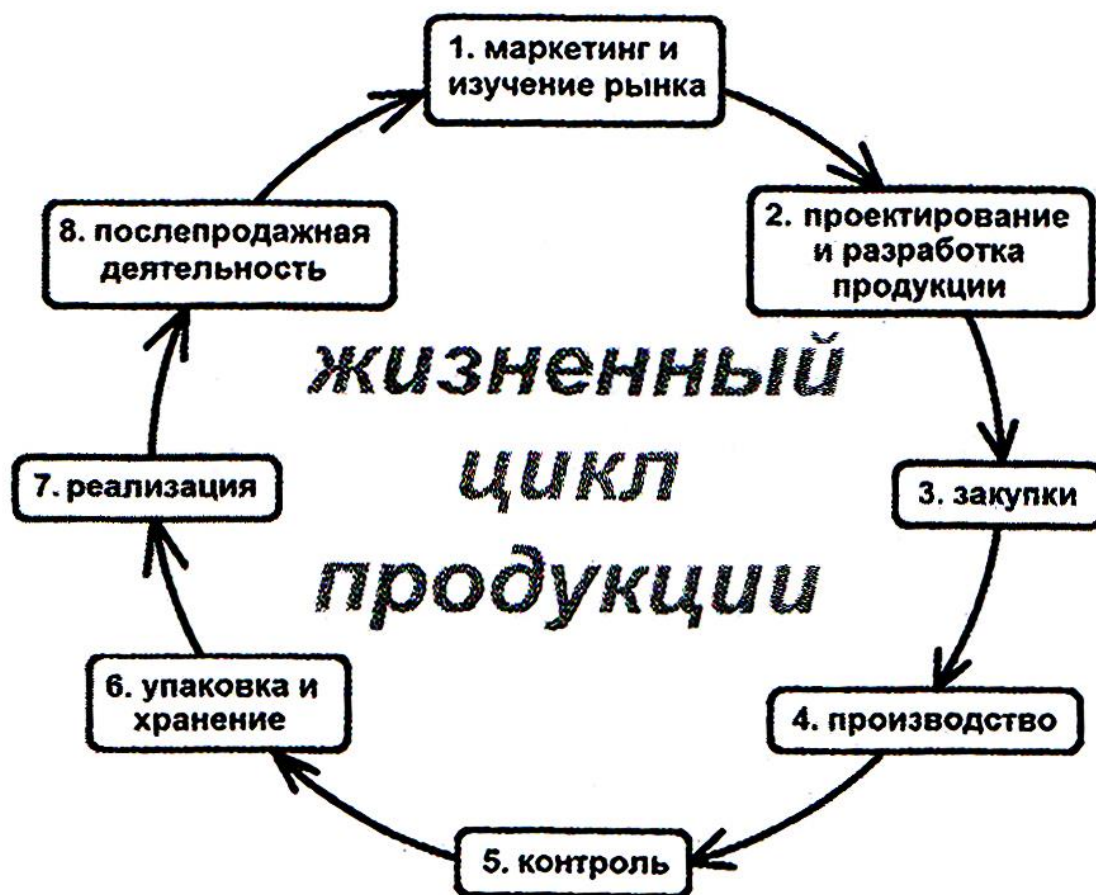 1. маркетинг и
изучение рынка
2. проектирование
и разработка
продукции
3. закупки
4. производство
5. контроль
6. упаковка и
хранение
7. реализация
8. послепродажная
деятельность
жизненный
цикл
продукции